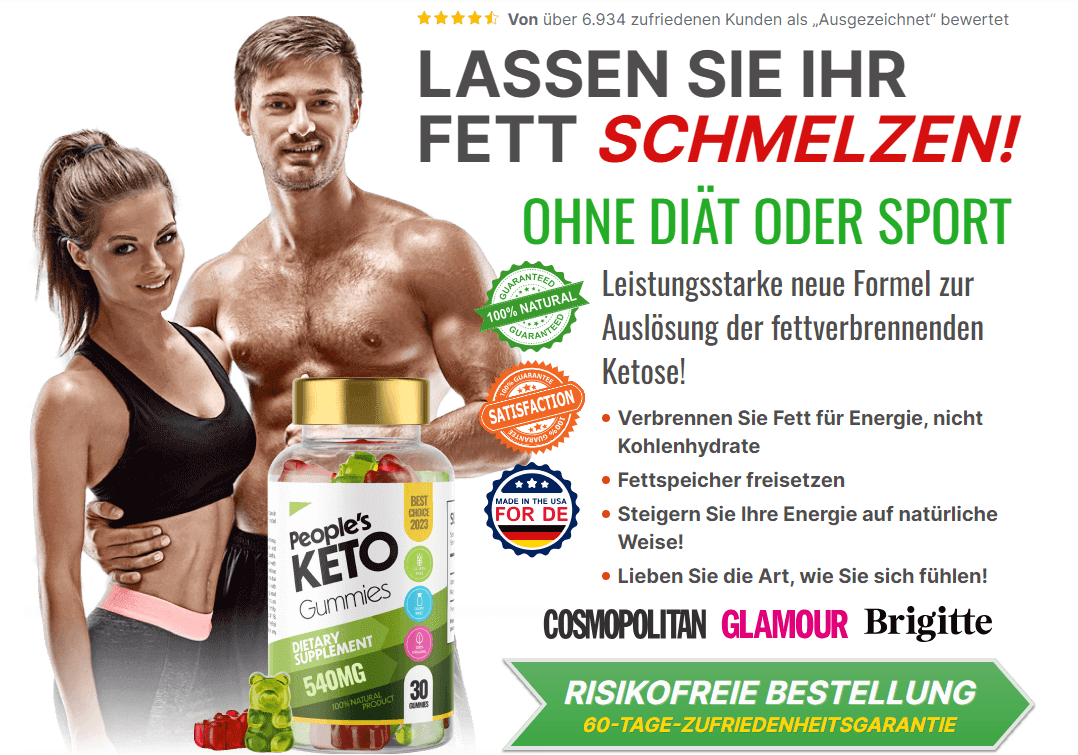 Von über 6.934 zufriedenen Kunden als „Ausgezeichnet“ bewertet
LASSEN SIE IHR
FETT SCHMELZEN!
OHNE DIÄT ODER SPORT
Leistungsstarke neue Formel zur
Auslösung der fettverbrennenden
Ketose!
• Verbrennen Sie Fett für Energie, nicht
Kohlenhydrate
• Fettspeicher freisetzen
• Steigern Sie Ihre Energie auf natürliche
Weise!
• Lieben Sie die Art, wie Sie sich fühlen!
GUARANTEED
100% NATURAL
GUARANTEED
100% GUARANTEE
SATISFACTION
100% GUARANTEE
MADE IN THE USA
FOR DE
BEST
CHOICE
2023
People's
KETO
Gummies
DIETARY
SUPPLEMENT
540MG
100% NATURAL
PRODUCT
30
GUMMIES
COSMOPOLITAN GLAMOUR Brigitte
RISIKOFREIE BESTELLUNG
60-TAGE-ZUFRIEDENHEITSGARANTIE